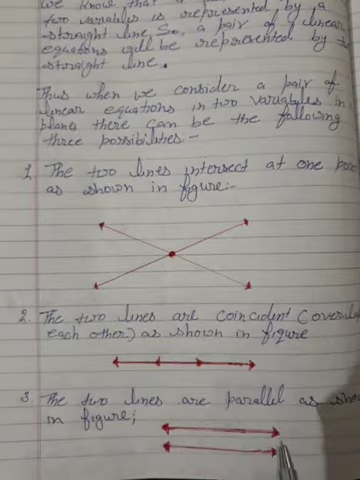 We know that a
two variables is represented by a
straight line. So, a pair of linear
equations will be represented by
straight line.
Thus when we consider a pair of
linear equations in two variables in
there can be the following
three possibilities:-
1. The two lines intersect at one
as shown in figure:-
2. The two lines are coincident
each other) as shown in figure
3. The two lines are parallel as
in figure;